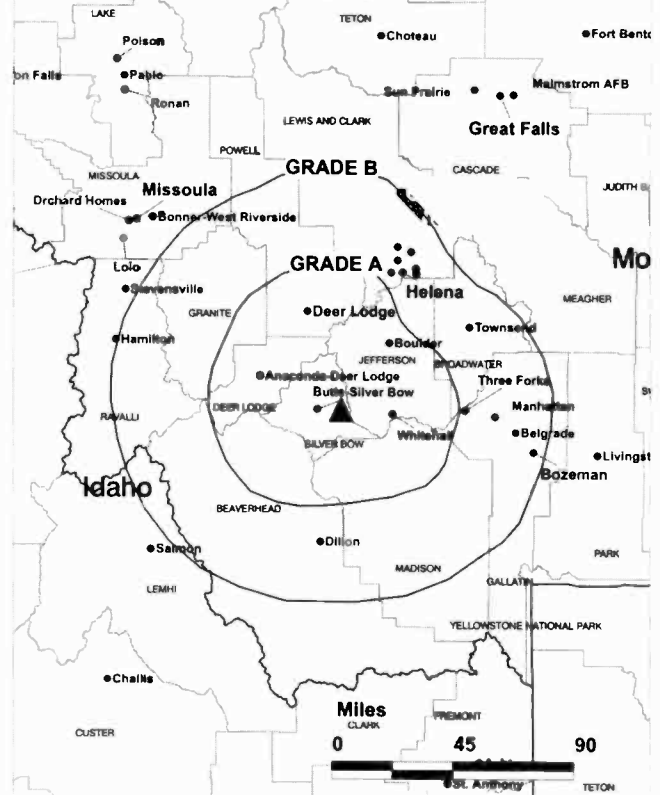 LAKE
TETON
Choteau
Fort Bento
Polson
on Falls
Pablo
Ronan
Sun Prairie
Malmstrom AFB
Great Falls
LEWIS AND CLARK
POWELL
GRADE B
CASCADE
MISSOULA
Missoula
JUDITH B
Orchard Homes
Bonner-West Riverside
Lolo
GRADE A
Mo
Stevensville
Helena
MEAGHER
GRANITE
Deer Lodge
Townsend
Hamilton
Boulder
JEFFERSON
BROADWATER
Anaconda-Deer Lodge
Three Forks
Butte-Silver Bow
DEER LODGE
Manhattan
RAVALLI
Whitehall
Belgrade
SILVER BOW
Livingst
Bozeman
Idaho
BEAVERHEAD
Dillon
Salmon
PARK
MADISON
GALLATIN
LEMHI
YELLOWSTONE NATIONAL PARK
Challis
Miles
CLARK
FREMONT
CUSTER
0 45 90
St. Anthony
TETON